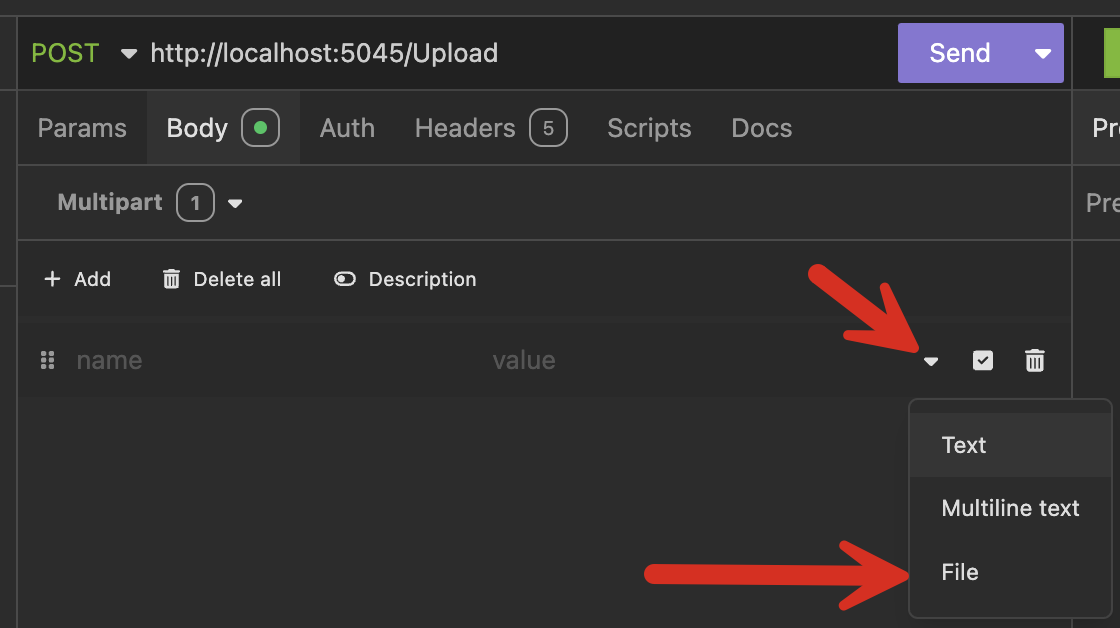 POST http://localhost:5045/Upload Send
Params Body Auth Headers 5 Scripts Docs Pr
Multipart 1 Pre
+ Add Delete all Description
name value
Text
Multiline text
File